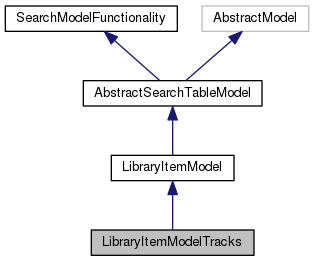 SearchModelFunctionality AbstractModel
AbstractSearchTableModel
LibraryItemModel
LibraryItemModelTracks